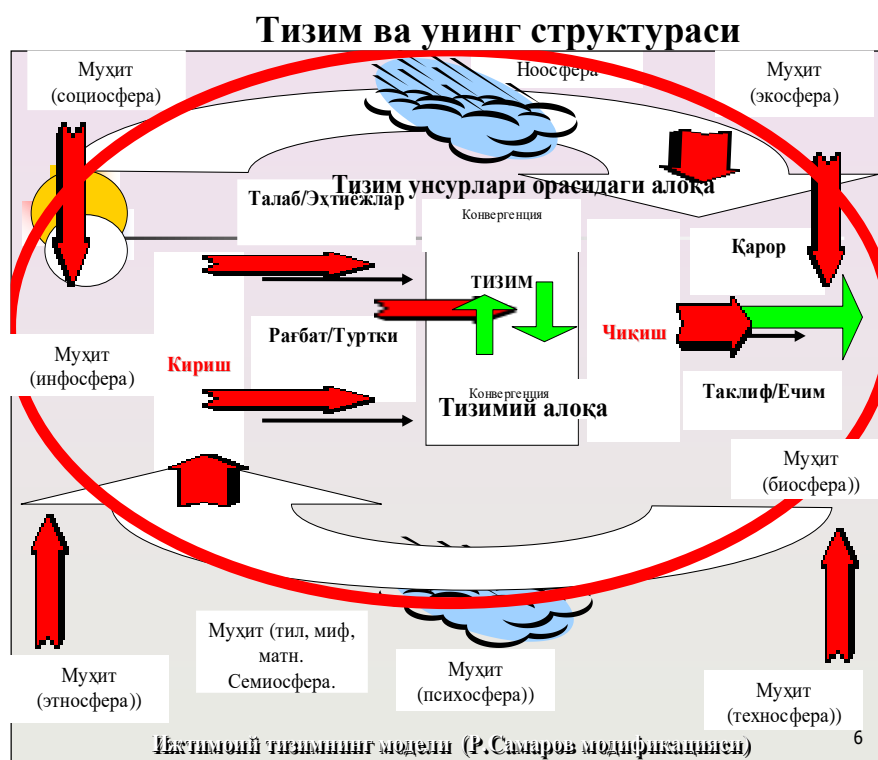 Тизим ва унинг структураси
Муҳит
(социосфера)
Ноосфера
Муҳит
(экосфера)
Тизим унсурлари орасидаги алоқа
Талаб/Эҳтиёжлар
Конвергенция
Қарор
тизим
Рағбат/Туртки
Чиқиш
Муҳит
(инфосфера)
Кириш
Конвергенция
Тизимий алоқа
Таклиф/Ечим
Муҳит
(биосфера))
Муҳит (тил, миф,
матн.
Семиосфера.
Муҳит
(этносфера))
Муҳит
(психосфера))
Муҳит
(техносфера))
Ижтимоий тизимнинг модели (Р.Самаров модификацияси)
6